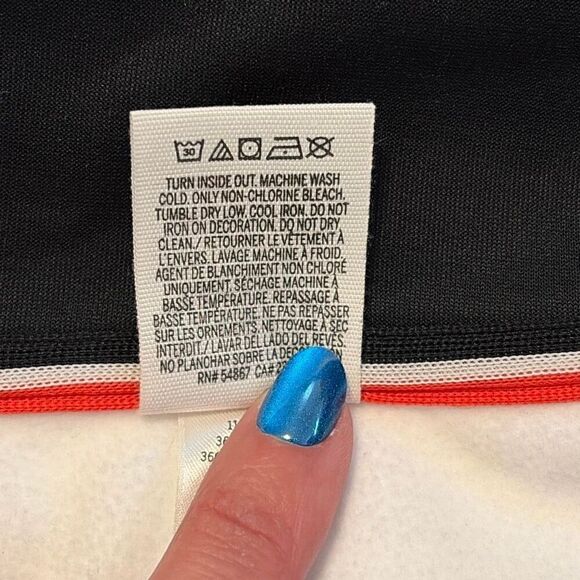 30
TURN INSIDE OUT. MACHINE WASH
COLD. ONLY NON-CHLORINE BLEACH.
TUMBLE DRY LOW. COOL IRON. DO NOT
IRON ON DECORATION. DO NOT DRY
CLEAN./ RETOURNER LE VÊTEMENT À
L'ENVERS. LAVAGE MACHINE À FROID.
AGENT DE BLANCHIMENT NON CHLORÉ
UNIQUEMENT. SÉCHAGE MACHINE À
BASSE TEMPÉRATURE. REPASSAGE À
BASSE TEMPÉRATURE. NE PAS REPASSER
SUR LES ORNEMENTS. NETTOYAGE À SEC
INTERDIT./ LAVAR DEL LADO DEL REVÉS.
NO PLANCHAR SOBRE LA
RN# 54867 CA#